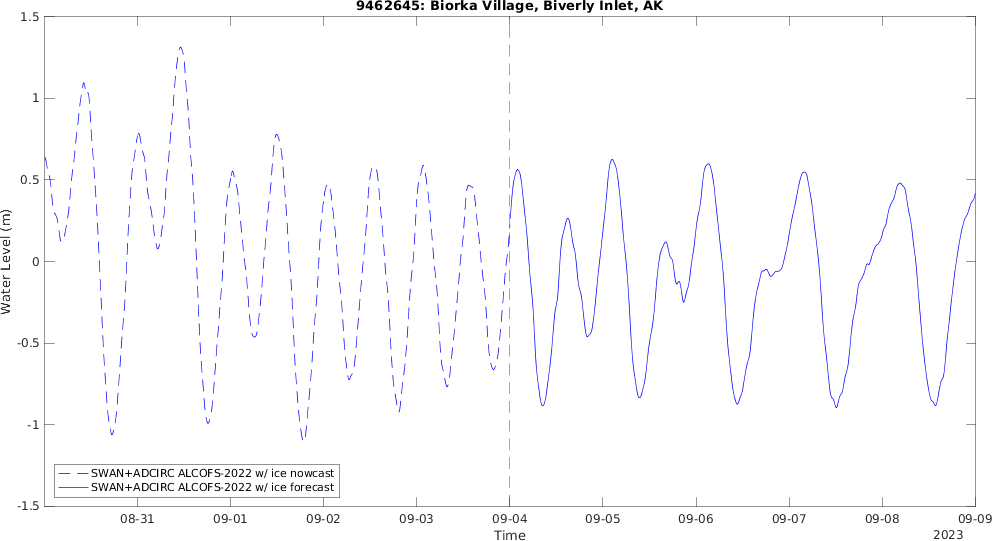 9462645: Biorka Village, Biverly Inlet, AK
Water Level (m)
1.5
1
0.5
0
-0.5
-1
-1.5
SWAN+ADCIRC ALCOFS-2022 w/ ice nowcast
SWAN+ADCIRC ALCOFS-2022 w/ ice forecast
08-31 09-01 09-02 09-03 09-04 09-05 09-06 09-07 09-08 09-09
Time
2023